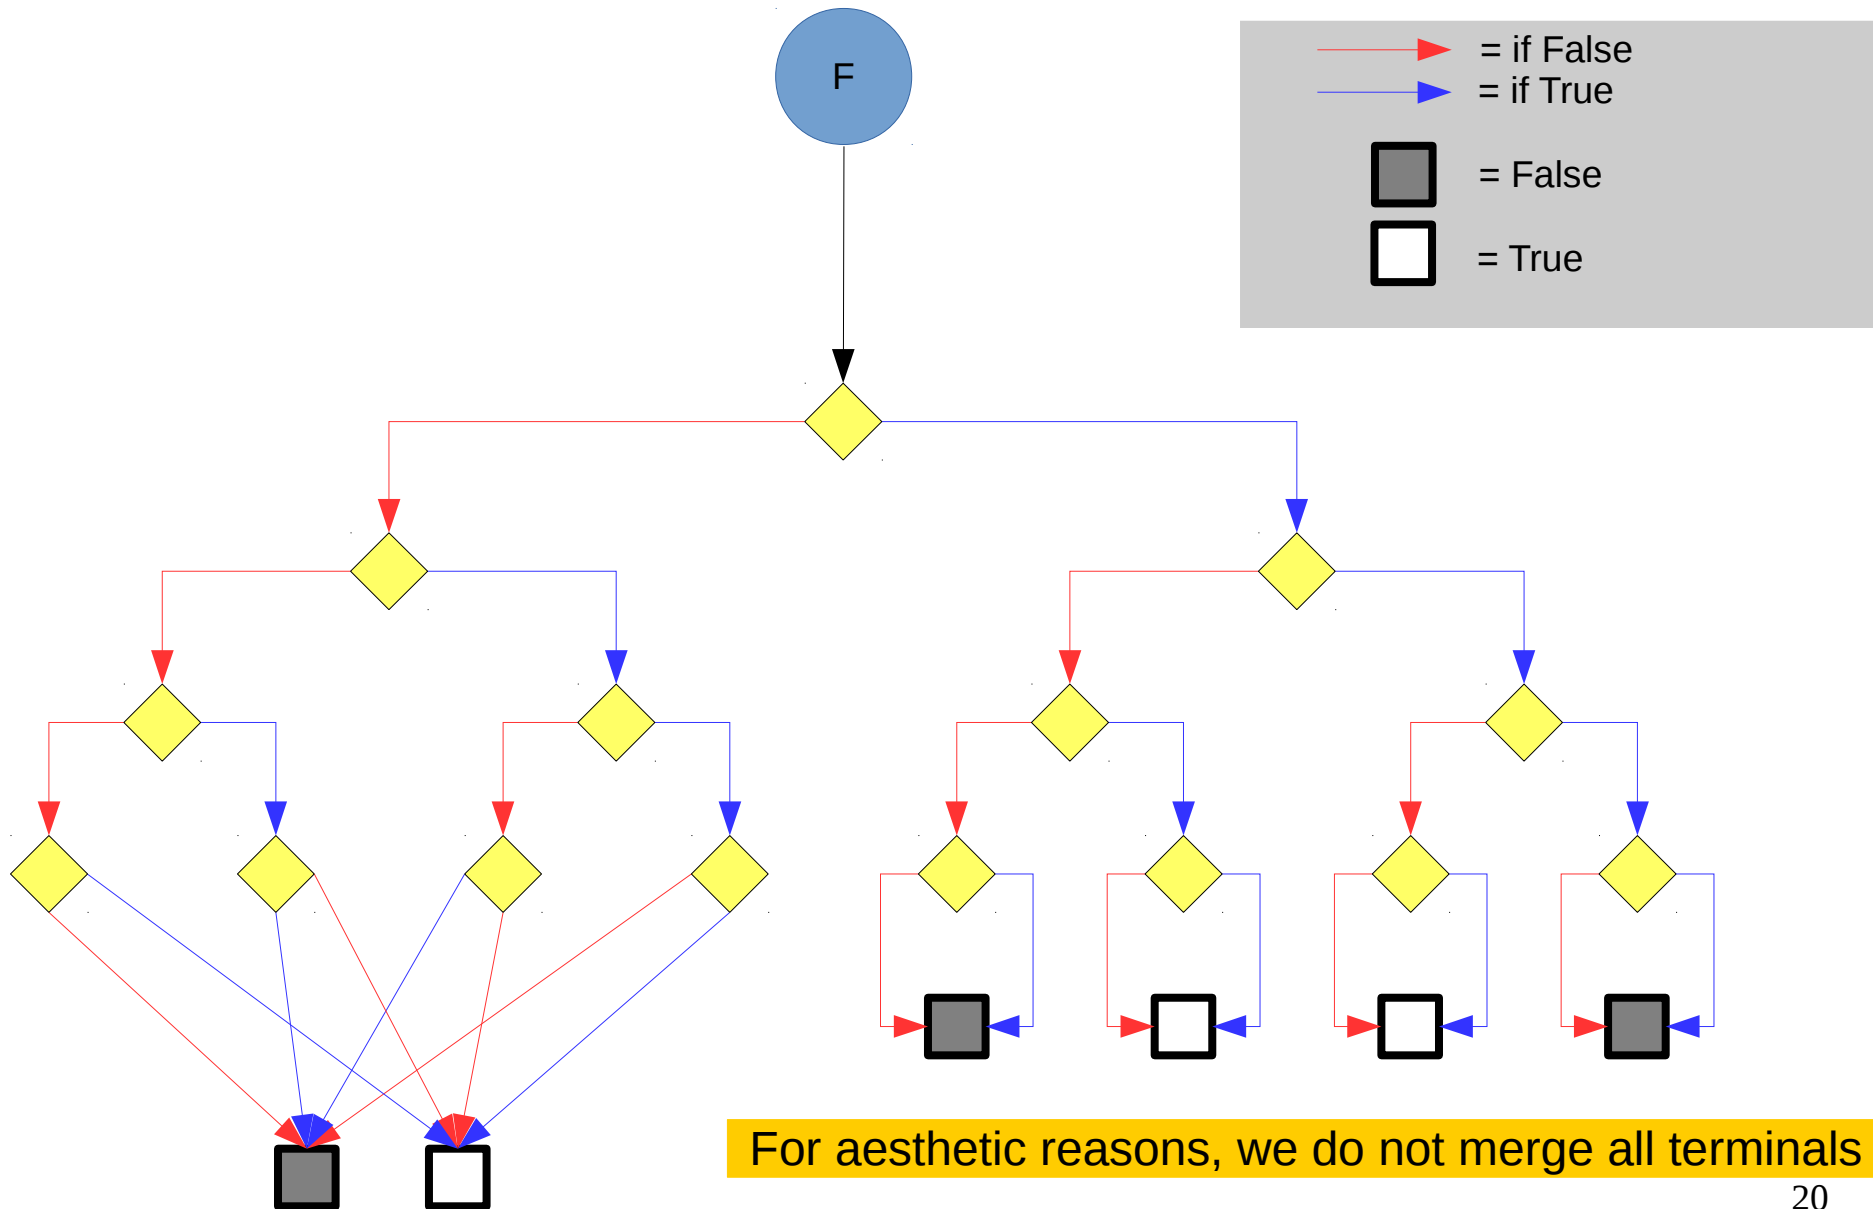 F
= if False
= if True
= False
= True
For aesthetic reasons, we do not merge all terminals
20